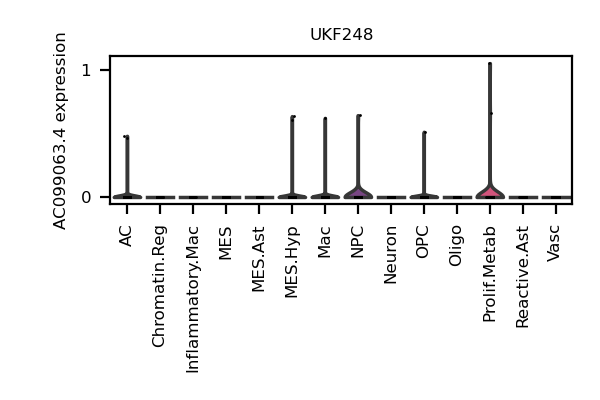 UKF248
AC099063.4 expression
1
0
AC
Chromatin.Reg
Inflammatory.Mac
MES
MES.Ast
MES.Hyp
Mac
NPC
Neuron
OPC
Oligo
Prolif.Metab
Reactive.Ast
Vasc